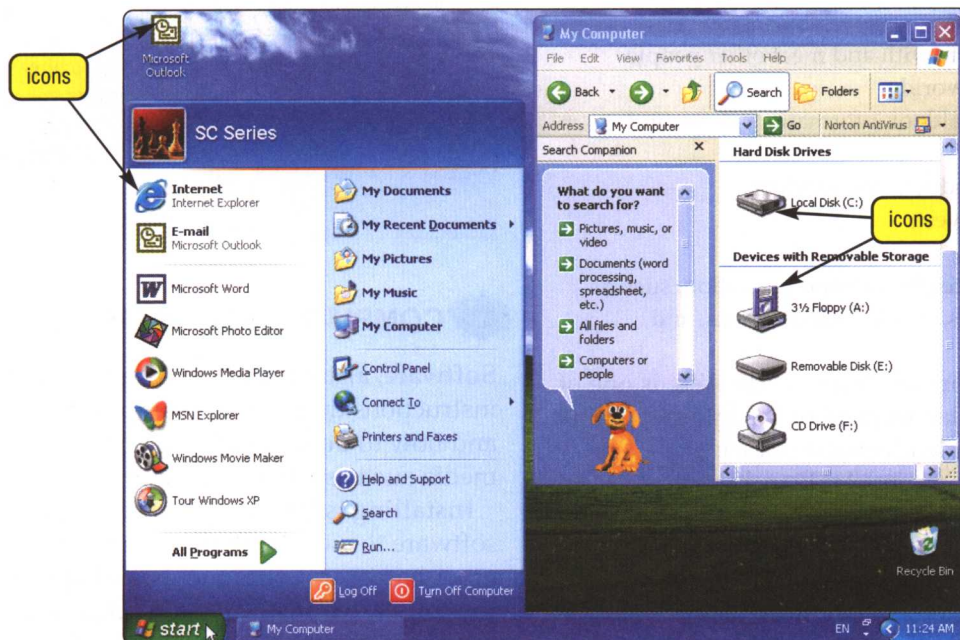 icons
Microsoft
Outlook
SC Series
Internet
Internet Explorer
E-mail
Microsoft Outlook
Microsoft Word
Microsoft Photo Editor
Windows Media Player
MSN Explorer
Windows Movie Maker
Tour Windows XP
All Programs
My Documents
My Recent Documents
My Pictures
My Music
My Computer
Control Panel
Connect To
Printers and Faxes
Help and Support
Search
Run...
Log Off
Turn Off Computer
My Computer
File Edit View Favorites Tools Help
Back Search Folders
Address My Computer Go Norton AntiVirus
Search Companion
What do you want
to search for?
Pictures, music, or
video
Documents (word
processing,
spreadsheet,
etc.)
All files and
folders
Computers or
people
Hard Disk Drives
Local Disk (C:)
icons
Devices with Removable Storage
3½ Floppy (A:)
Removable Disk (E:)
CD Drive (F:)
Recycle Bin
start My Computer EN 11:24 AM